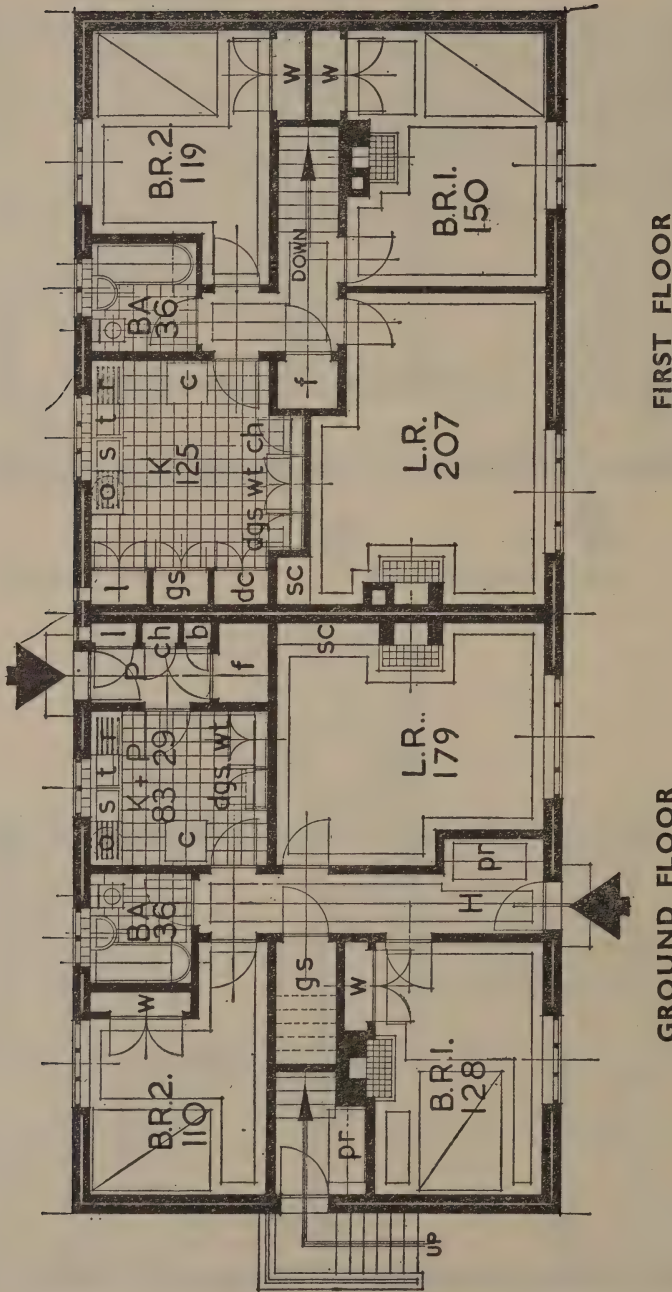 B.R.2.
119
w
w
B.R.1.
150
DOWN
BA
36
f
o s t r
c
K
125
dgs wt ch
l
gs
dc
sc
L.R.
207
FIRST FLOOR
l
P
ch
b
f
o s t r
K + P
83 29
c
dgs wt
sc
L.R.
179
BA
36
pr
H
gs
w
B.R.2.
110
w
B.R.1.
128
pr
UP
GROUND FLOOR